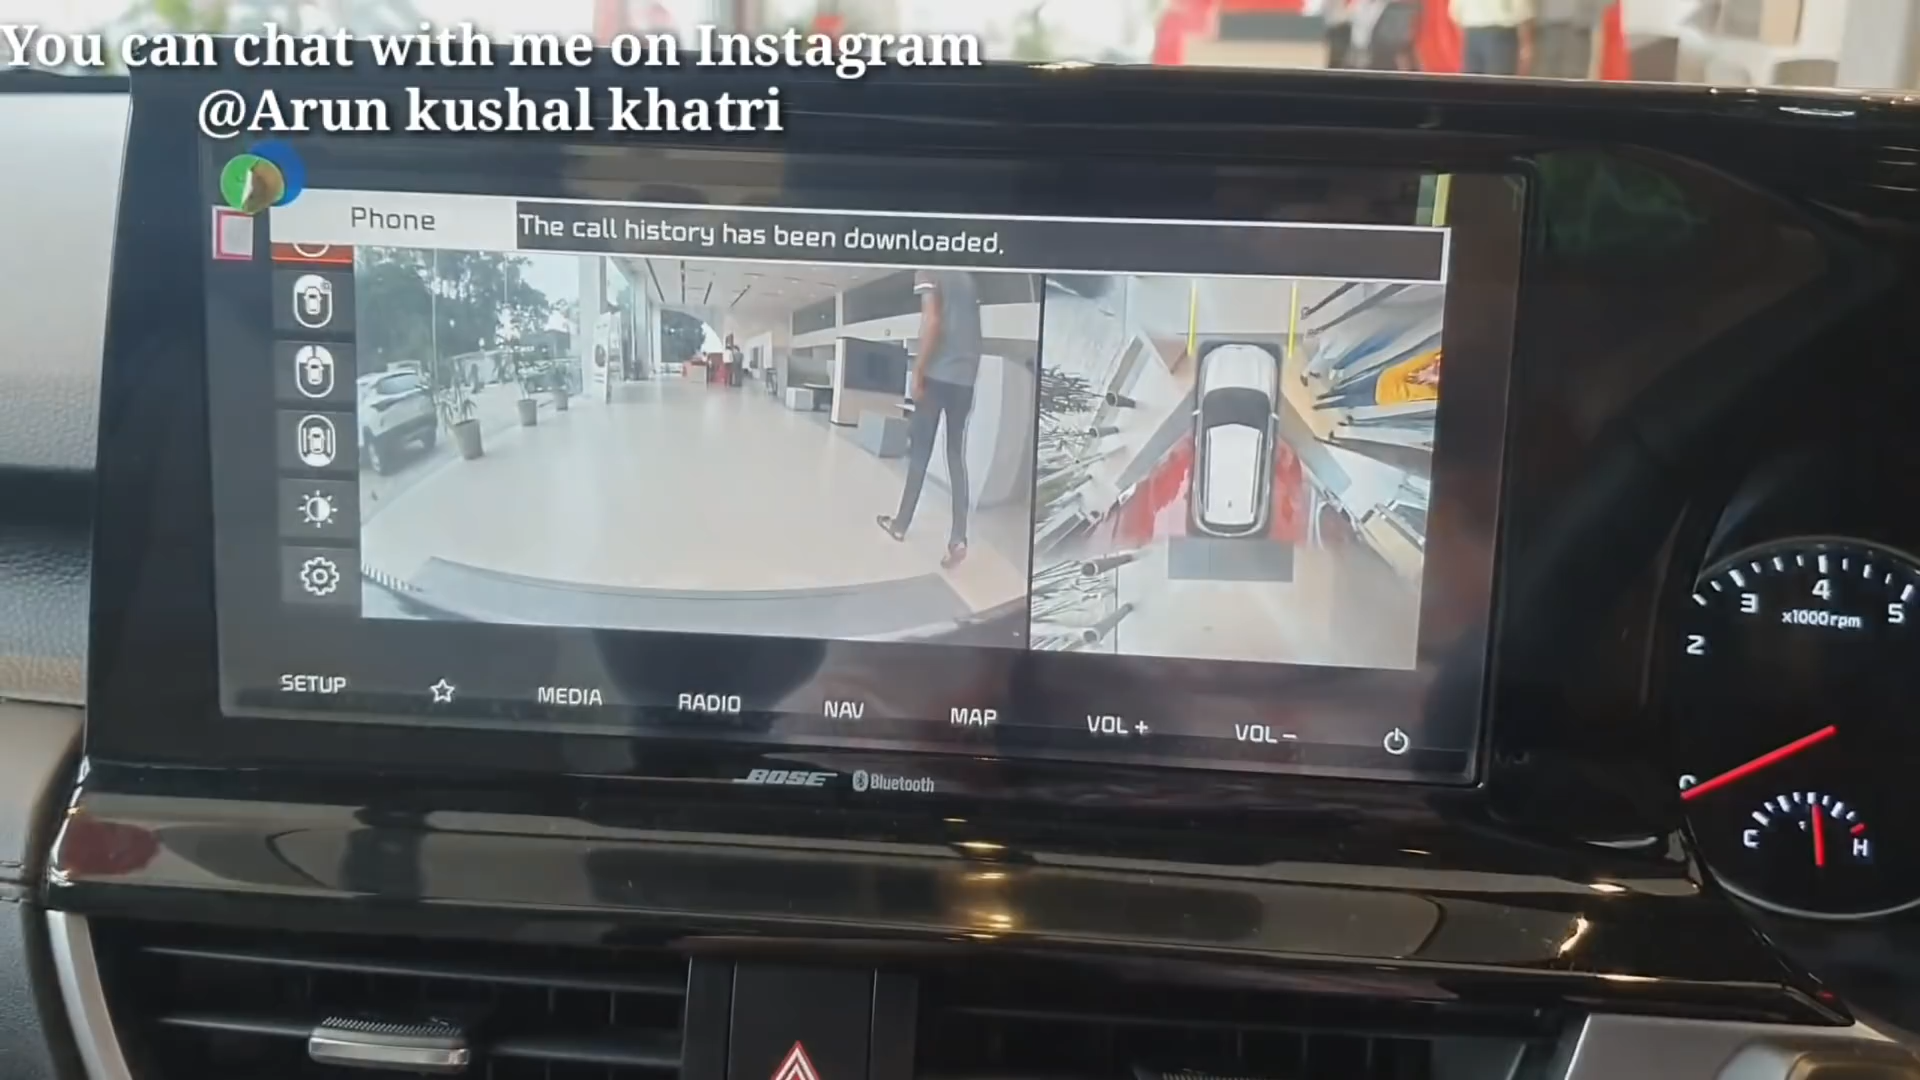 You can chat with me on Instagram
@Arun kushal khatri
Phone
The call history has been downloaded.
SETUP
MEDIA
RADIO
NAV
MAP
VOL +
VOL -
BOSE
Bluetooth
2
3
4
5
x1000rpm
C
H